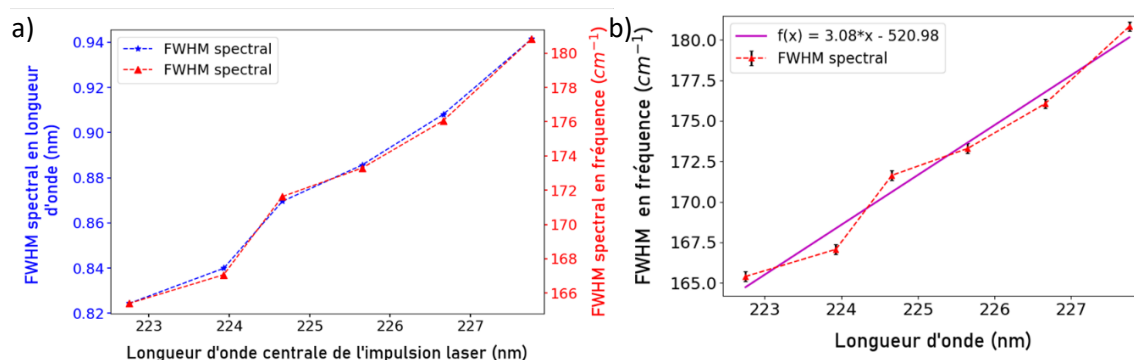 a)
FWHM spectral en longueur
d'onde (nm)
0.94
0.92
0.90
0.88
0.86
0.84
0.82
FWHM spectral
FWHM spectral
180
178
176
174
172
170
168
166
FWHM spectral en fréquence (cm⁻¹)
223
224
225
226
227
Longueur d'onde centrale de l'impulsion laser (nm)
b)
FWHM en fréquence (cm⁻¹)
180.0
177.5
175.0
172.5
170.0
167.5
165.0
f(x) = 3.08*x - 520.98
FWHM spectral
223
224
225
226
227
Longueur d'onde (nm)